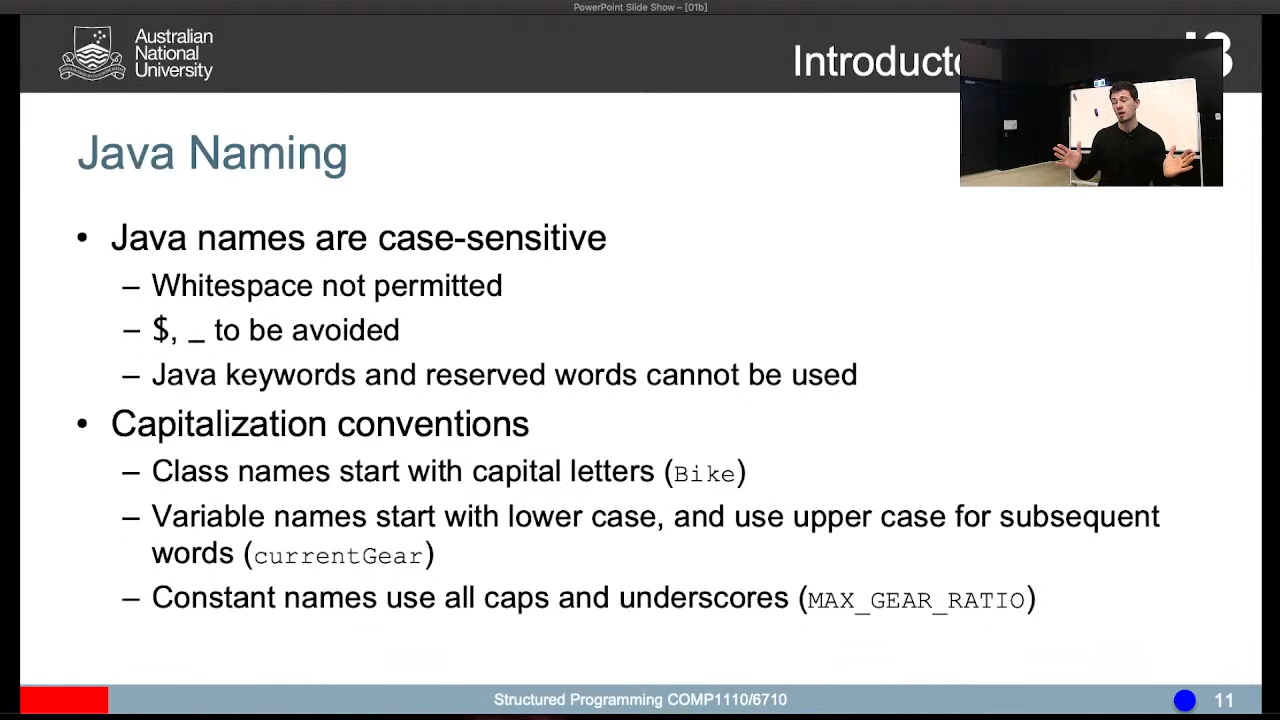 PowerPoint Slide Show – [01b]
Australian
National
University
Java Naming
• Java names are case-sensitive
– Whitespace not permitted
– $, _ to be avoided
– Java keywords and reserved words cannot be used
• Capitalization conventions
– Class names start with capital letters (Bike)
– Variable names start with lower case, and use upper case for subsequent
words (currentGear)
– Constant names use all caps and underscores (MAX_GEAR_RATIO)
Structured Programming COMP1110/6710
11